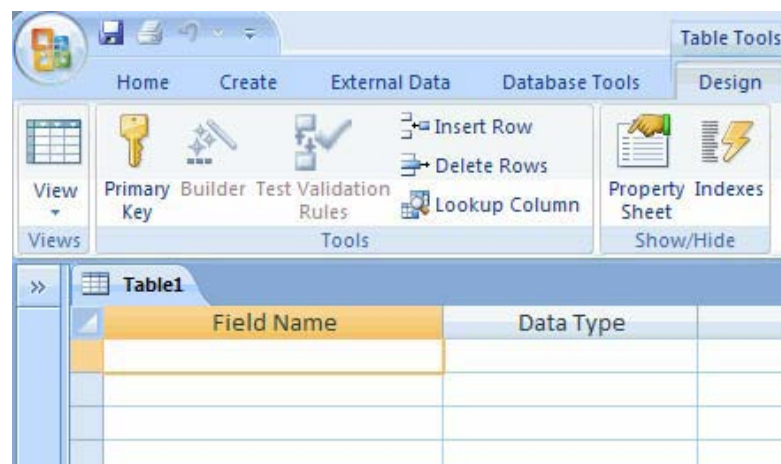 Table Tools
Home Create External Data Database Tools Design
View
Primary Key
Builder
Test Validation Rules
Insert Row
Delete Rows
Lookup Column
Property Sheet
Indexes
Views Tools Show/Hide
» Table1
Field Name Data Type